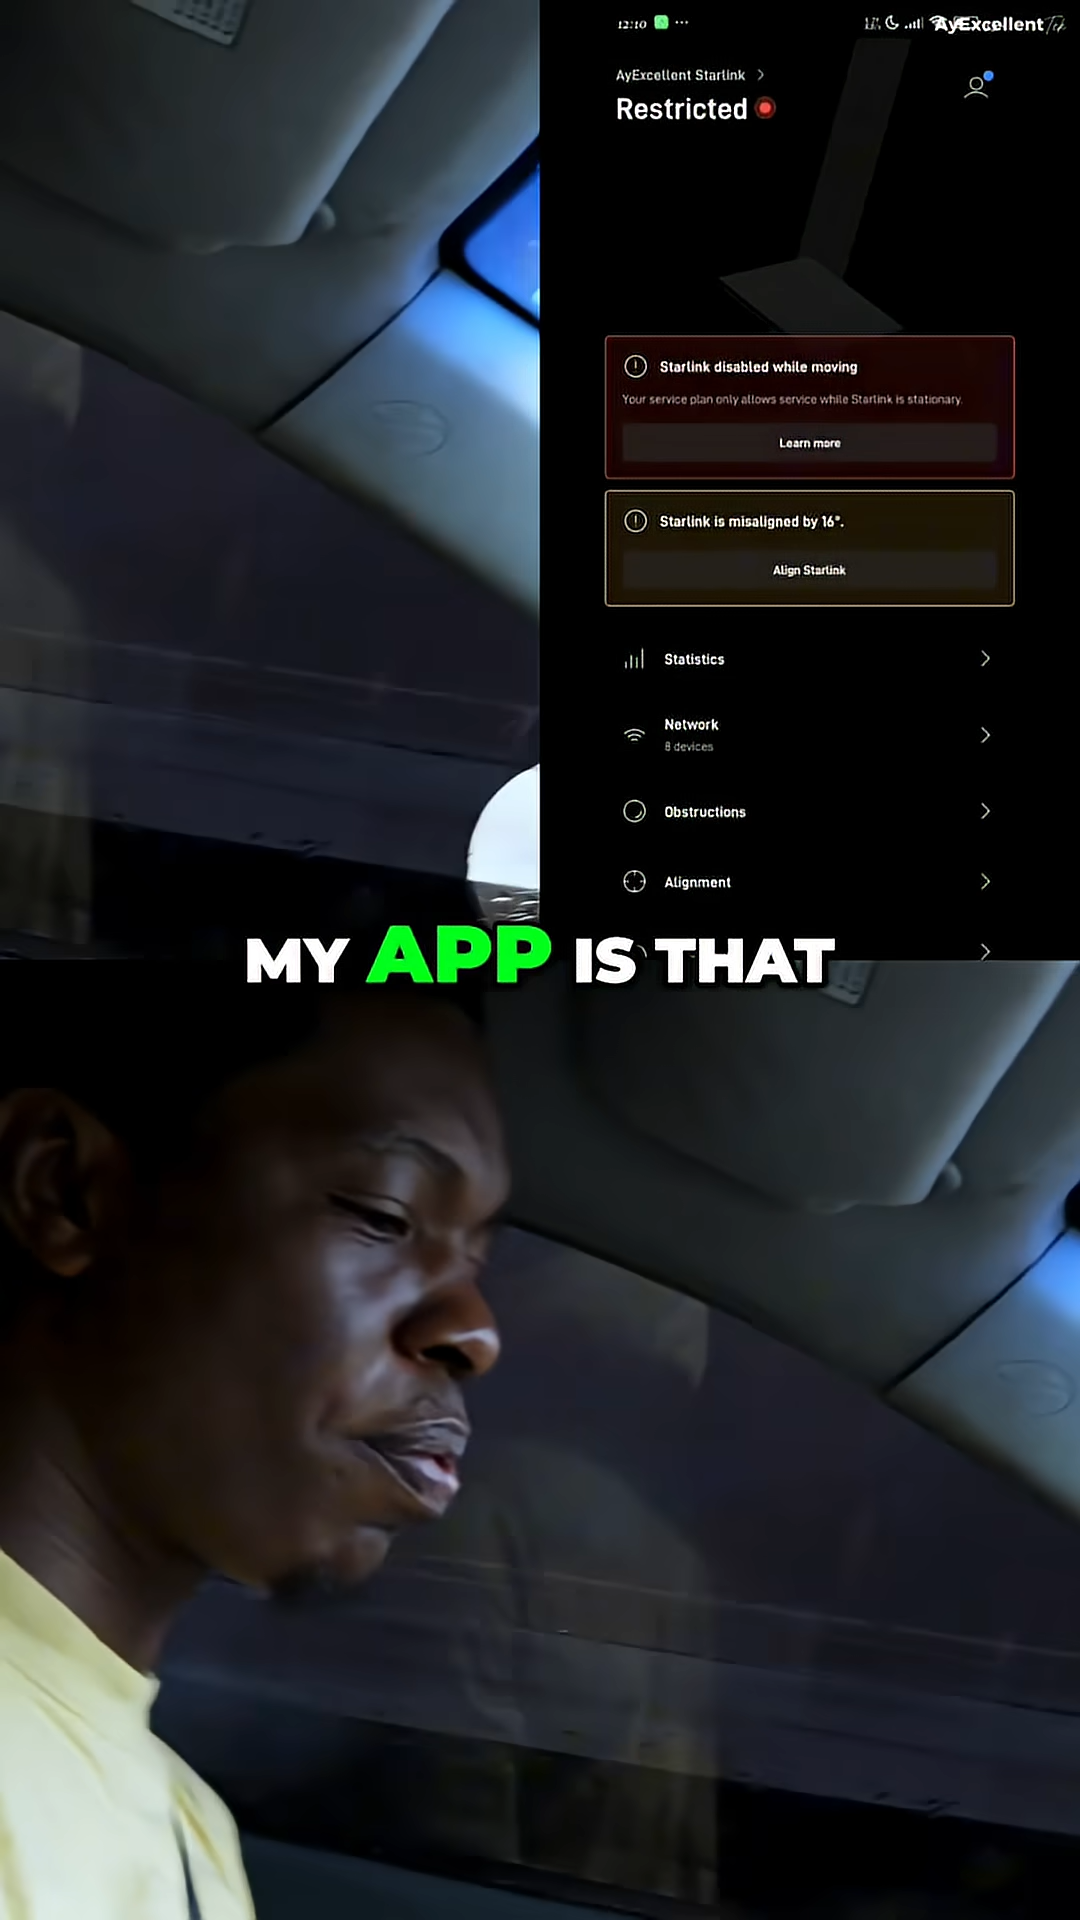 12:10
AyExcellent
AyExcellent Starlink
Restricted
Starlink disabled while moving
Your service plan only allows service while Starlink is stationary.
Learn more
Starlink is misaligned by 16°.
Align Starlink
Statistics
Network
8 devices
Obstructions
Alignment
MY APP IS THAT